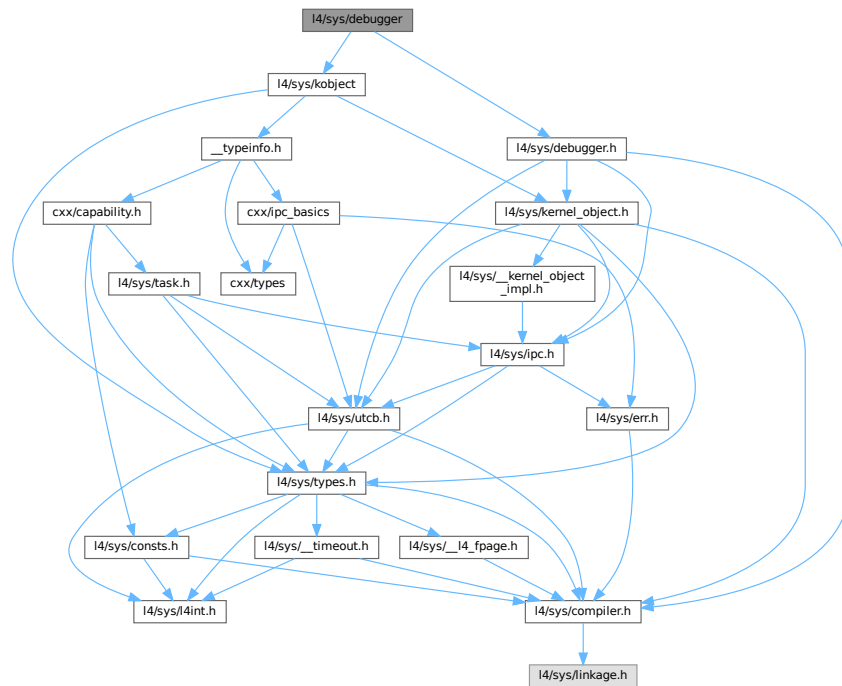 l4/sys/debugger
l4/sys/kobject
__typeinfo.h
l4/sys/debugger.h
cxx/capability.h
cxx/ipc_basics
l4/sys/kernel_object.h
l4/sys/task.h
cxx/types
l4/sys/__kernel_object
_impl.h
l4/sys/ipc.h
l4/sys/utcb.h
l4/sys/err.h
l4/sys/types.h
l4/sys/consts.h
l4/sys/__timeout.h
l4/sys/__l4_fpage.h
l4/sys/l4int.h
l4/sys/compiler.h
l4/sys/linkage.h